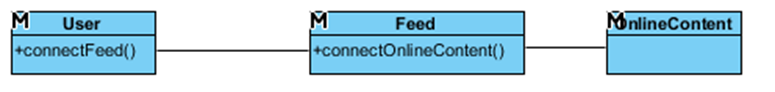 M User
+connectFeed()
M Feed
+connectOnlineContent()
M OnlineContent